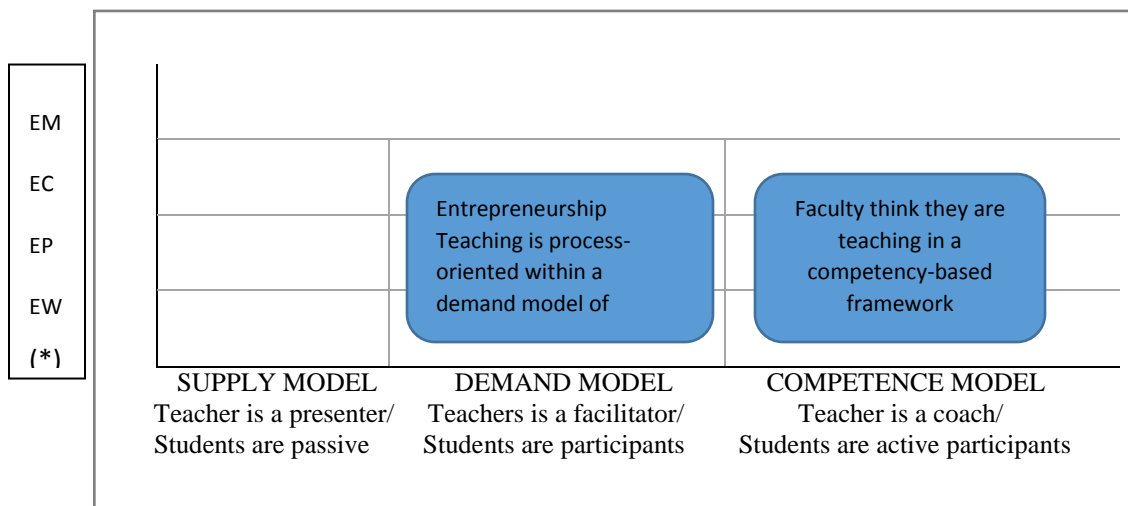 EM
EC
EP
EW
(*)
Entrepreneurship
Teaching is process-
oriented within a
demand model of
Faculty think they are
teaching in a
competency-based
framework
SUPPLY MODEL
Teacher is a presenter/
Students are passive
DEMAND MODEL
Teachers is a facilitator/
Students are participants
COMPETENCE MODEL
Teacher is a coach/
Students are active participants